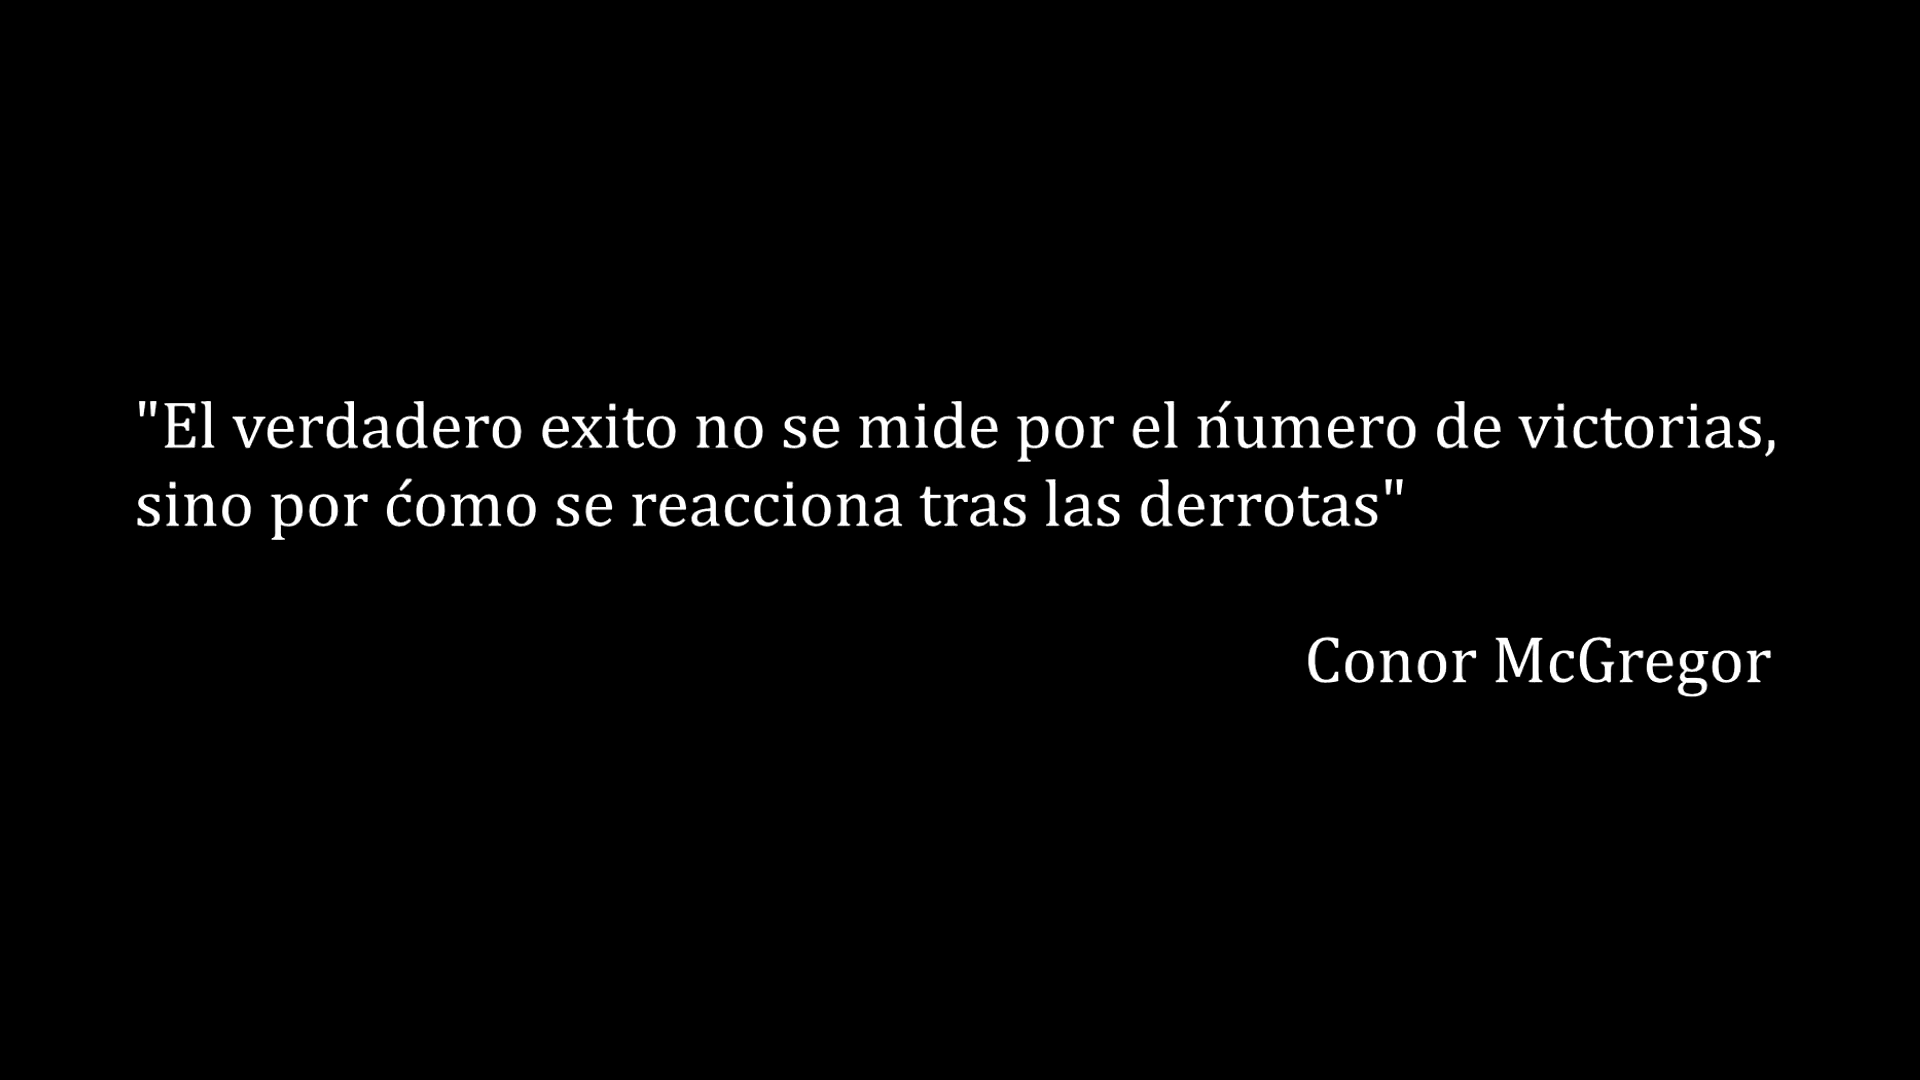 "El verdadero exito no se mide por el ńumero de victorias,
sino por ćomo se reacciona tras las derrotas"
Conor McGregor